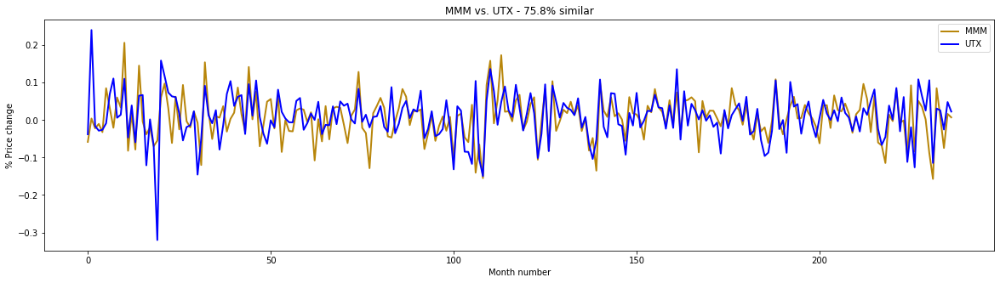 MMM vs. UTX - 75.8% similar
MMM
UTX
% Price change
0.2
0.1
0.0
−0.1
−0.2
−0.3
0
50
100
150
200
Month number